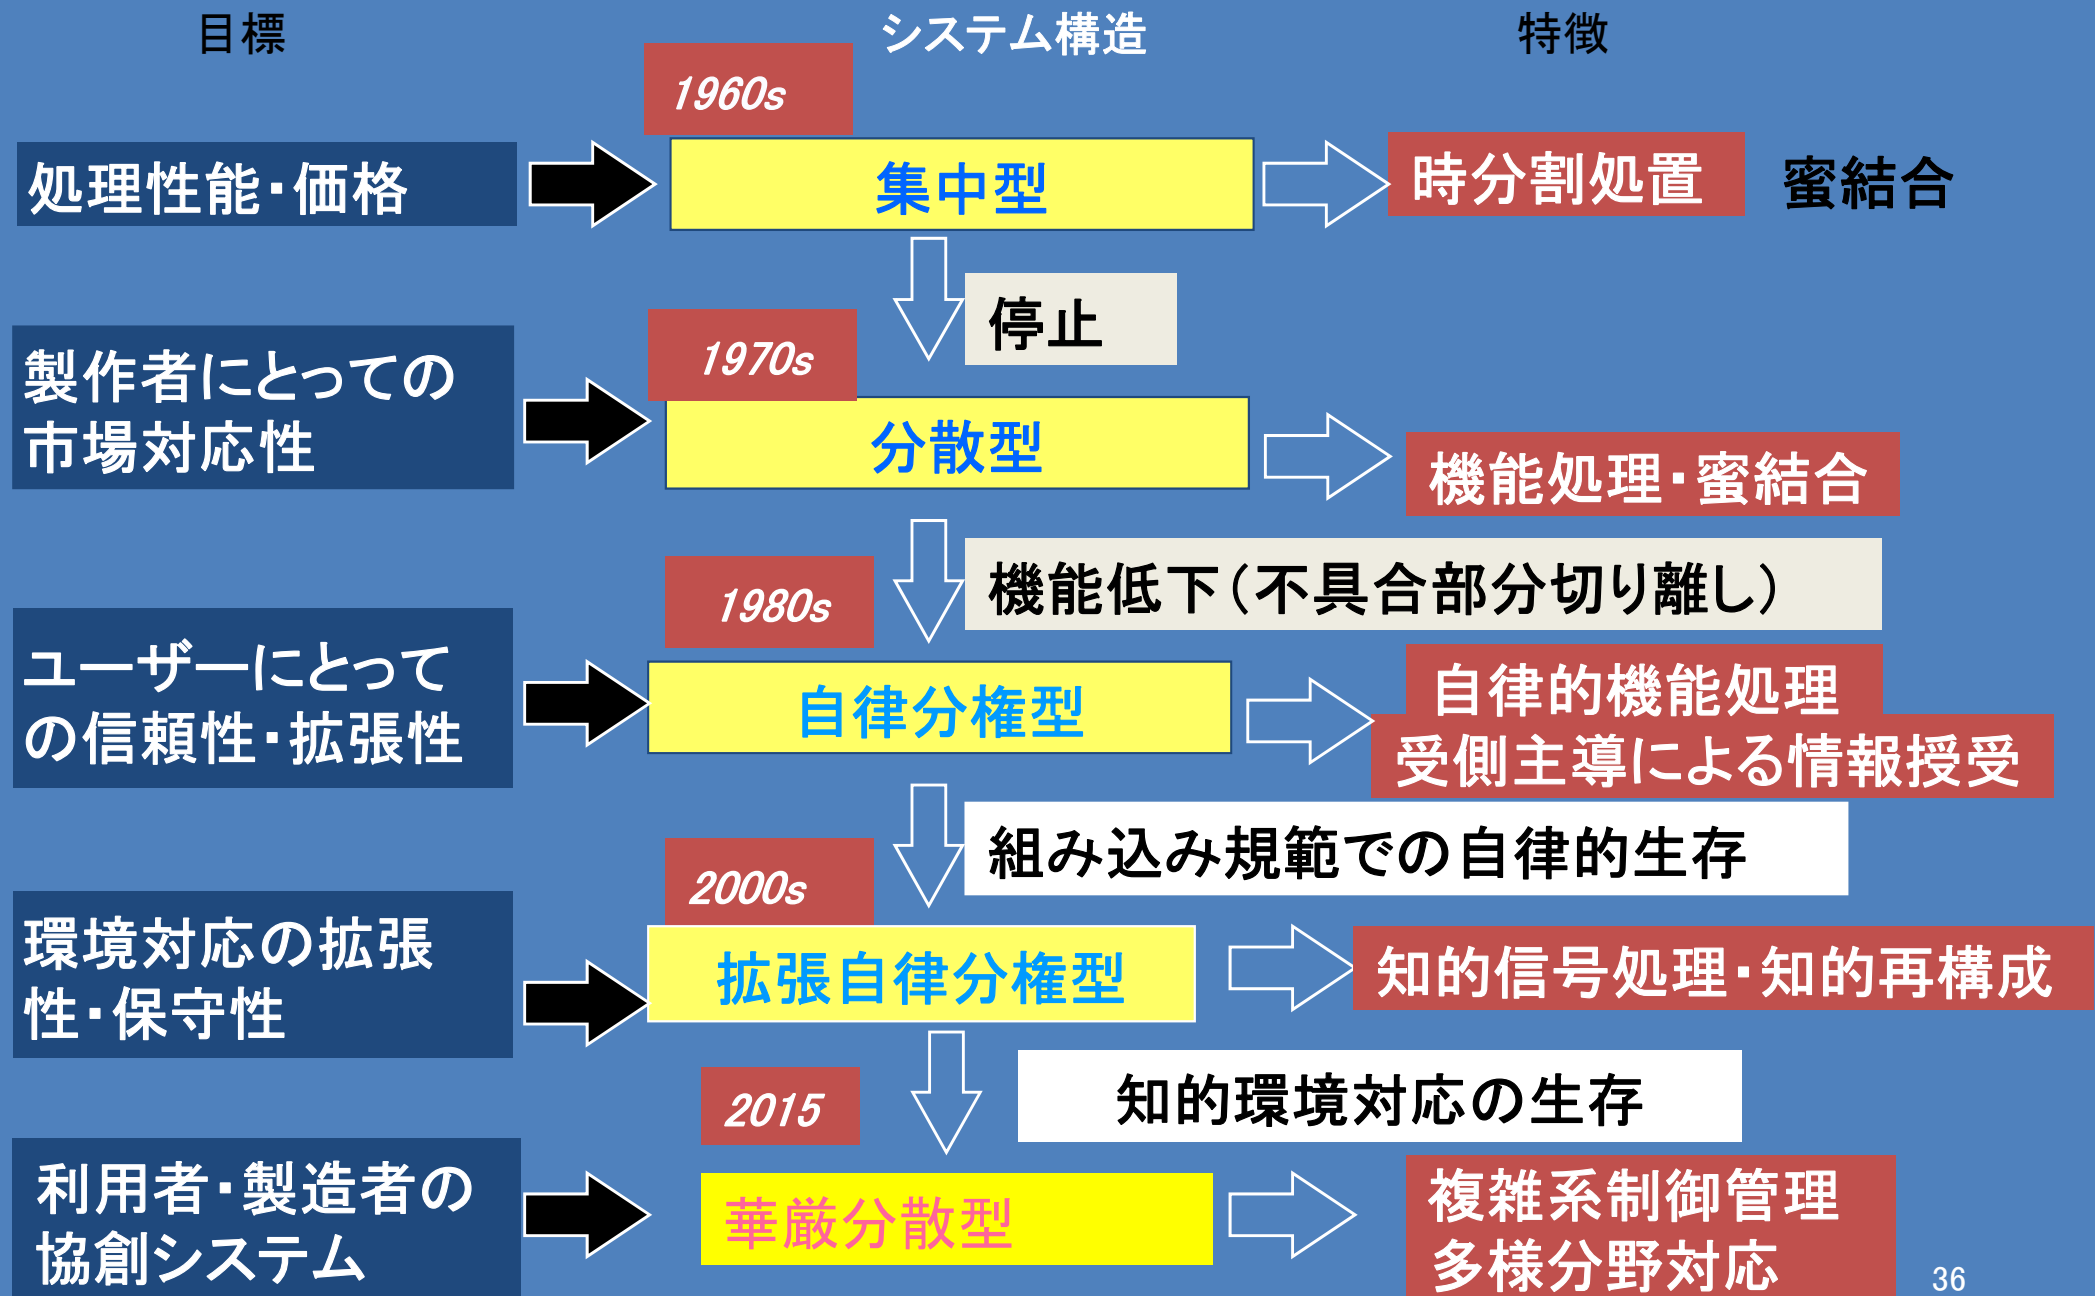 目標
システム構造
特徴
1960s
処理性能・価格
集中型
時分割処置
蜜結合
停止
1970s
製作者にとっての
市場対応性
分散型
機能処理・蜜結合
機能低下（不具合部分切り離し）
1980s
ユーザーにとって
の信頼性・拡張性
自律分権型
自律的機能処理
受側主導による情報授受
組み込み規範での自律的生存
2000s
環境対応の拡張
性・保守性
拡張自律分権型
知的信号処理・知的再構成
知的環境対応の生存
2015
利用者・製造者の
協創システム
華厳分散型
複雑系制御管理
多様分野対応
36